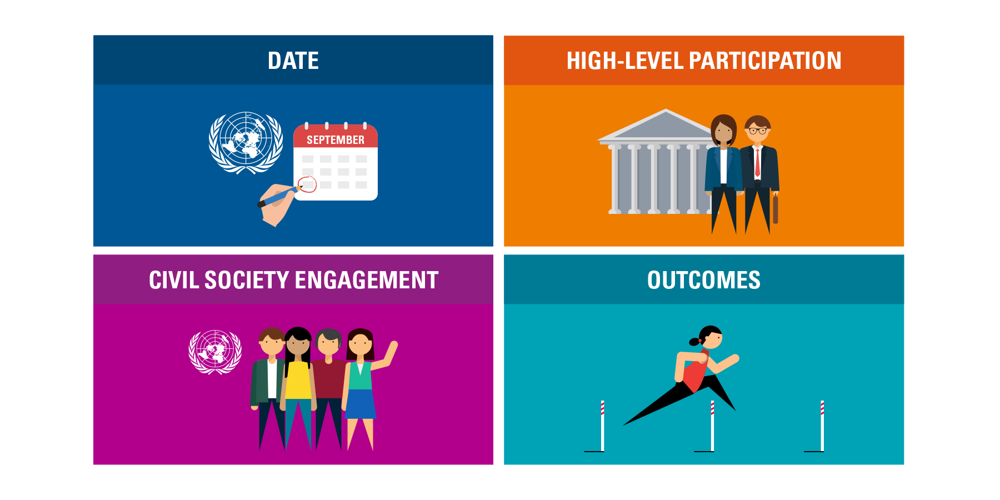 DATE
SEPTEMBER
HIGH-LEVEL PARTICIPATION
CIVIL SOCIETY ENGAGEMENT
OUTCOMES